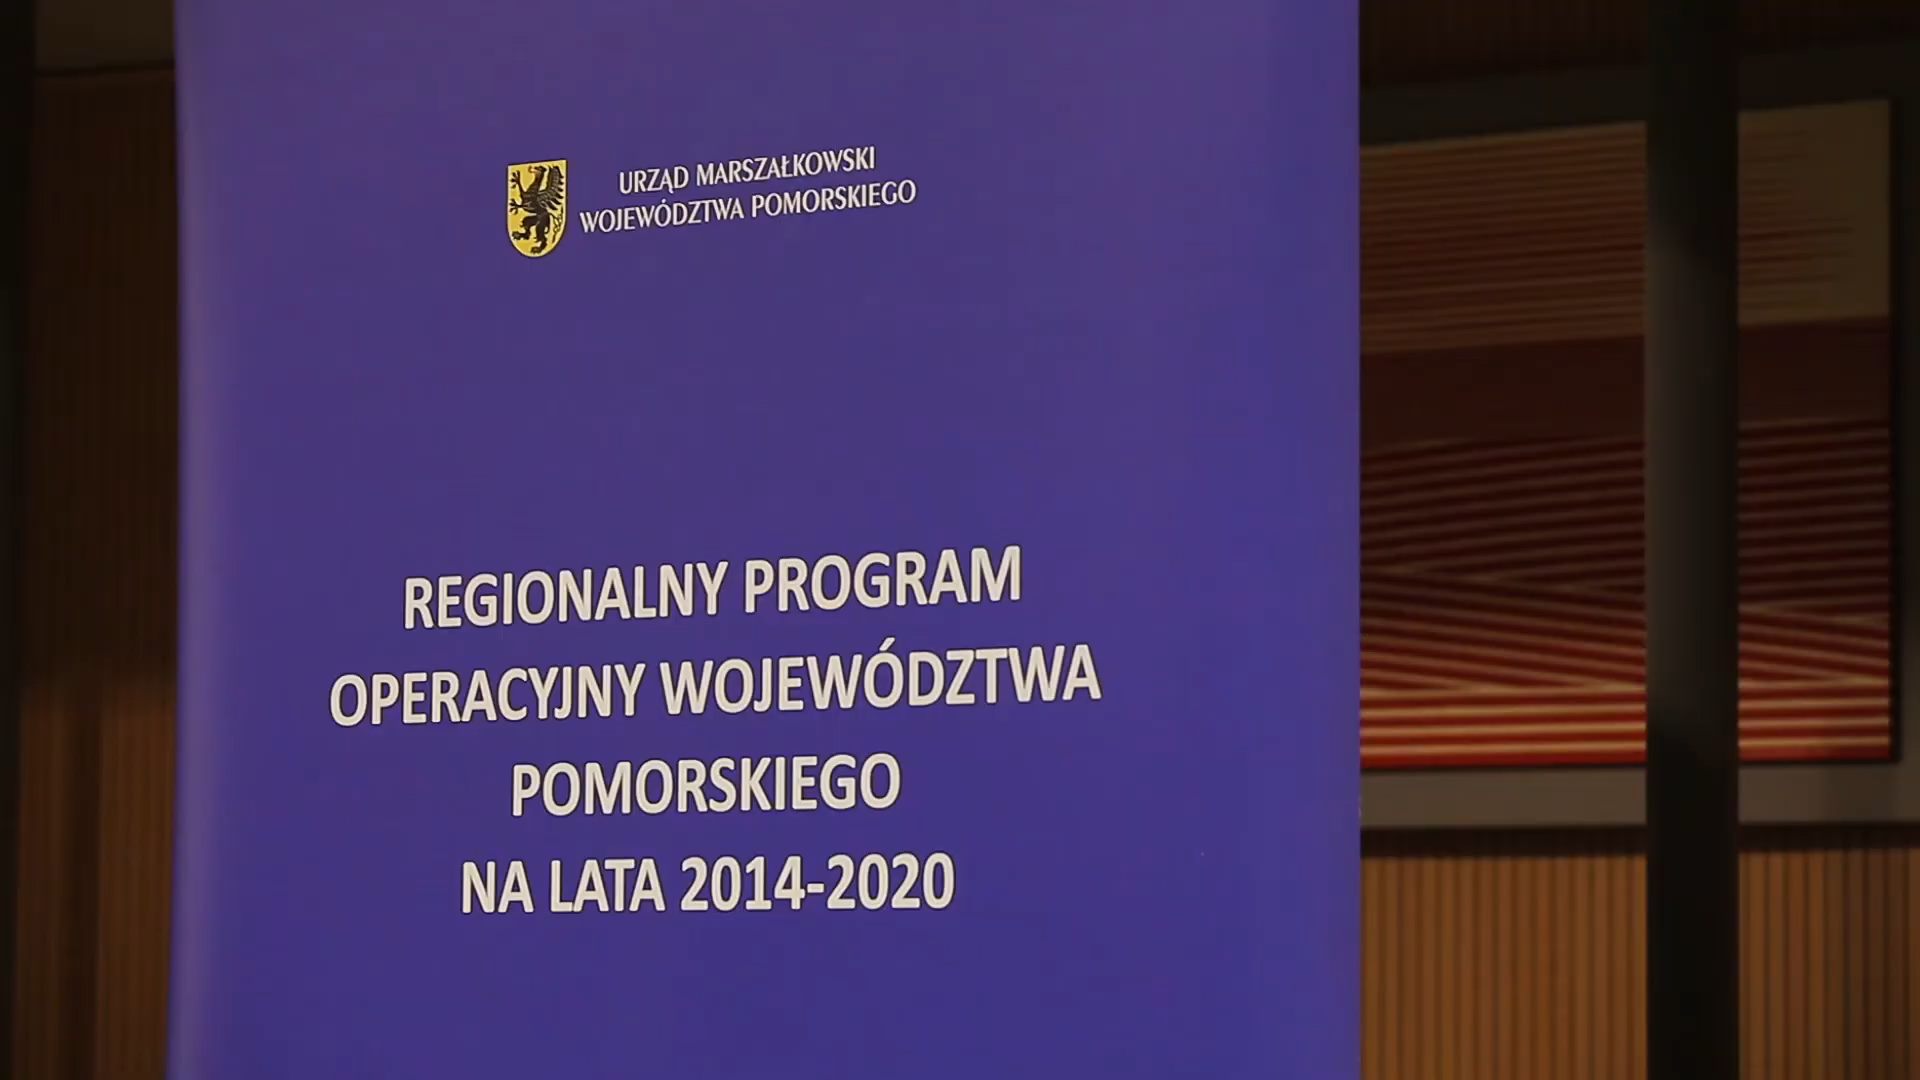 URZĄD MARSZAŁKOWSKI
WOJEWÓDZTWA POMORSKIEGO
REGIONALNY PROGRAM
OPERACYJNY WOJEWÓDZTWA
POMORSKIEGO
NA LATA 2014-2020